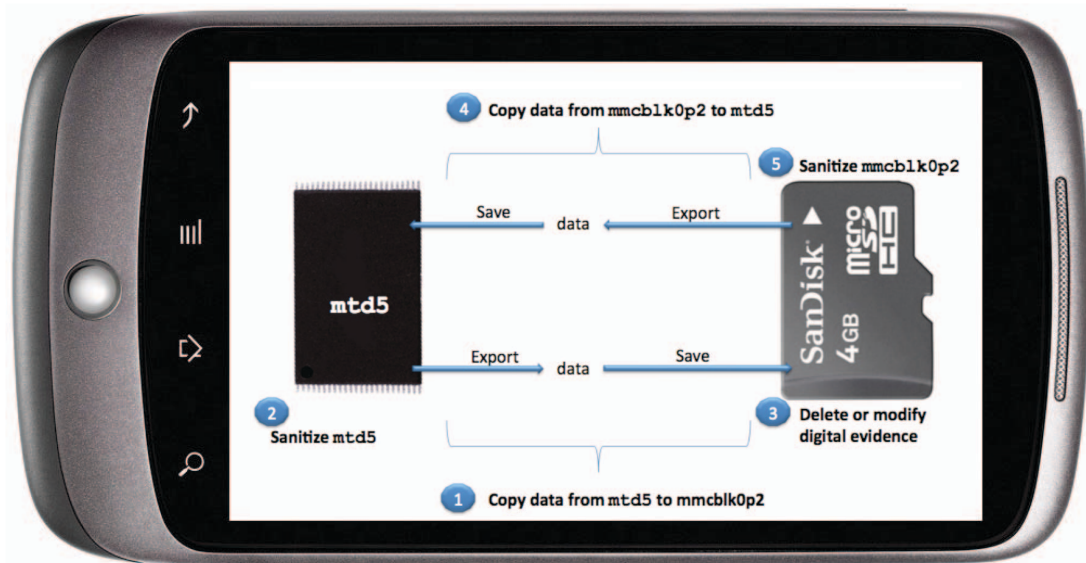 4 Copy data from mmcblk0p2 to mtd5
5 Sanitize mmcblk0p2
Save data Export
mtd5
SanDisk
4GB
micro
SD
HC
Export data Save
2
Sanitize mtd5
3 Delete or modify
digital evidence
1 Copy data from mtd5 to mmcblk0p2